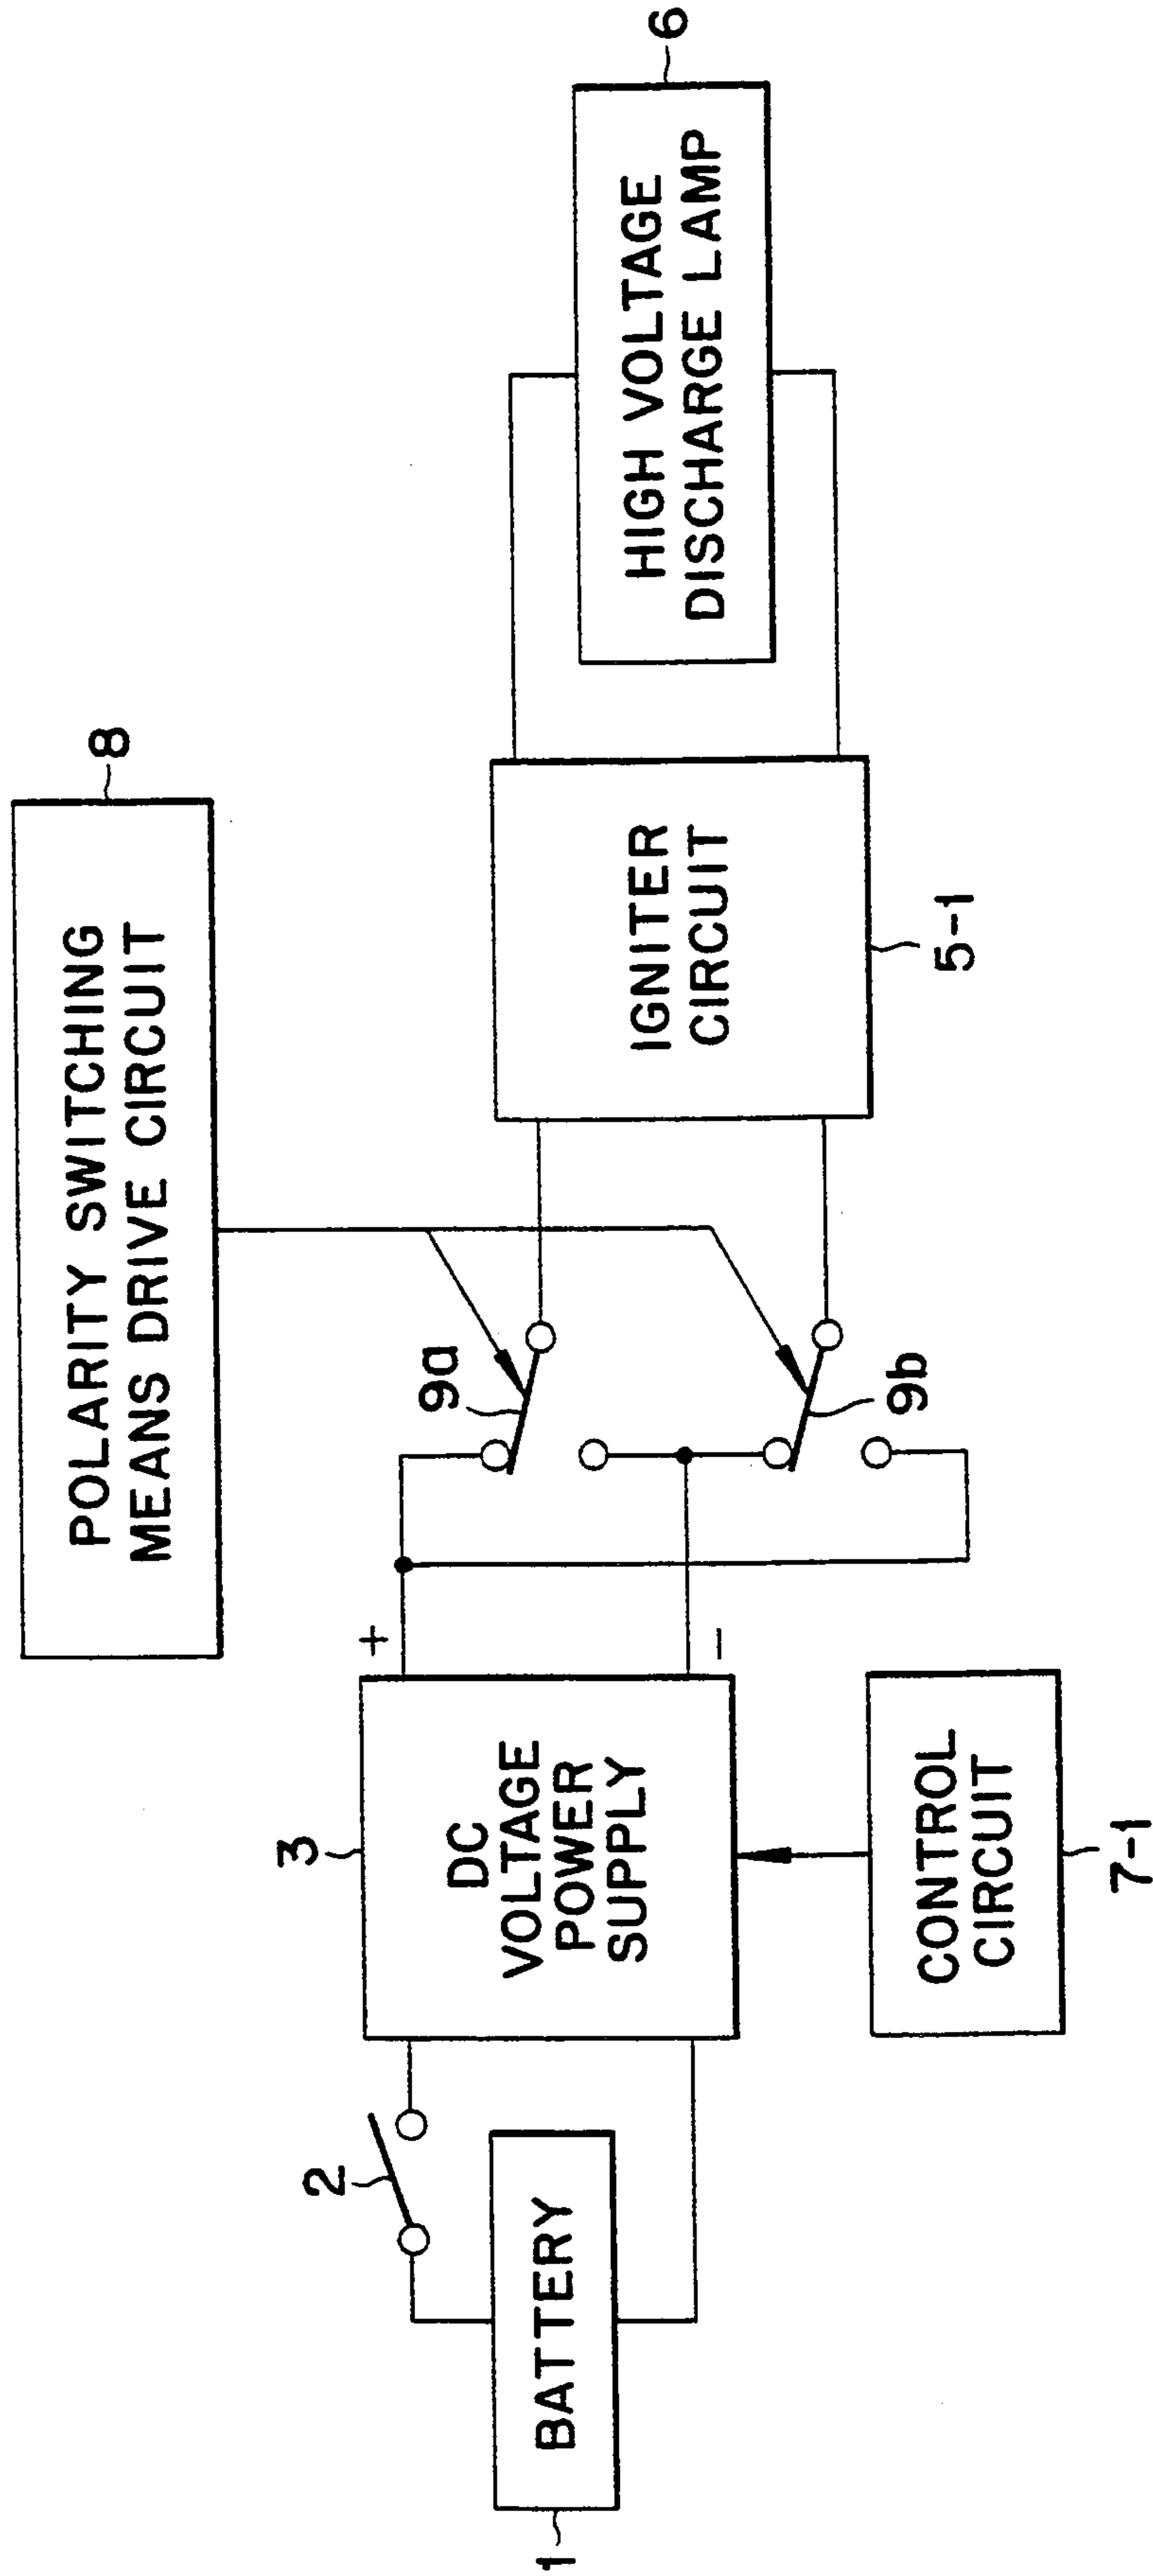 8
POLARITY SWITCHING
MEANS DRIVE CIRCUIT
6
HIGH VOLTAGE
DISCHARGE LAMP
IGNITER
CIRCUIT
5-1
9a
9b
+
−
3
DC
VOLTAGE
POWER
SUPPLY
CONTROL
CIRCUIT
7-1
2
BATTERY
1